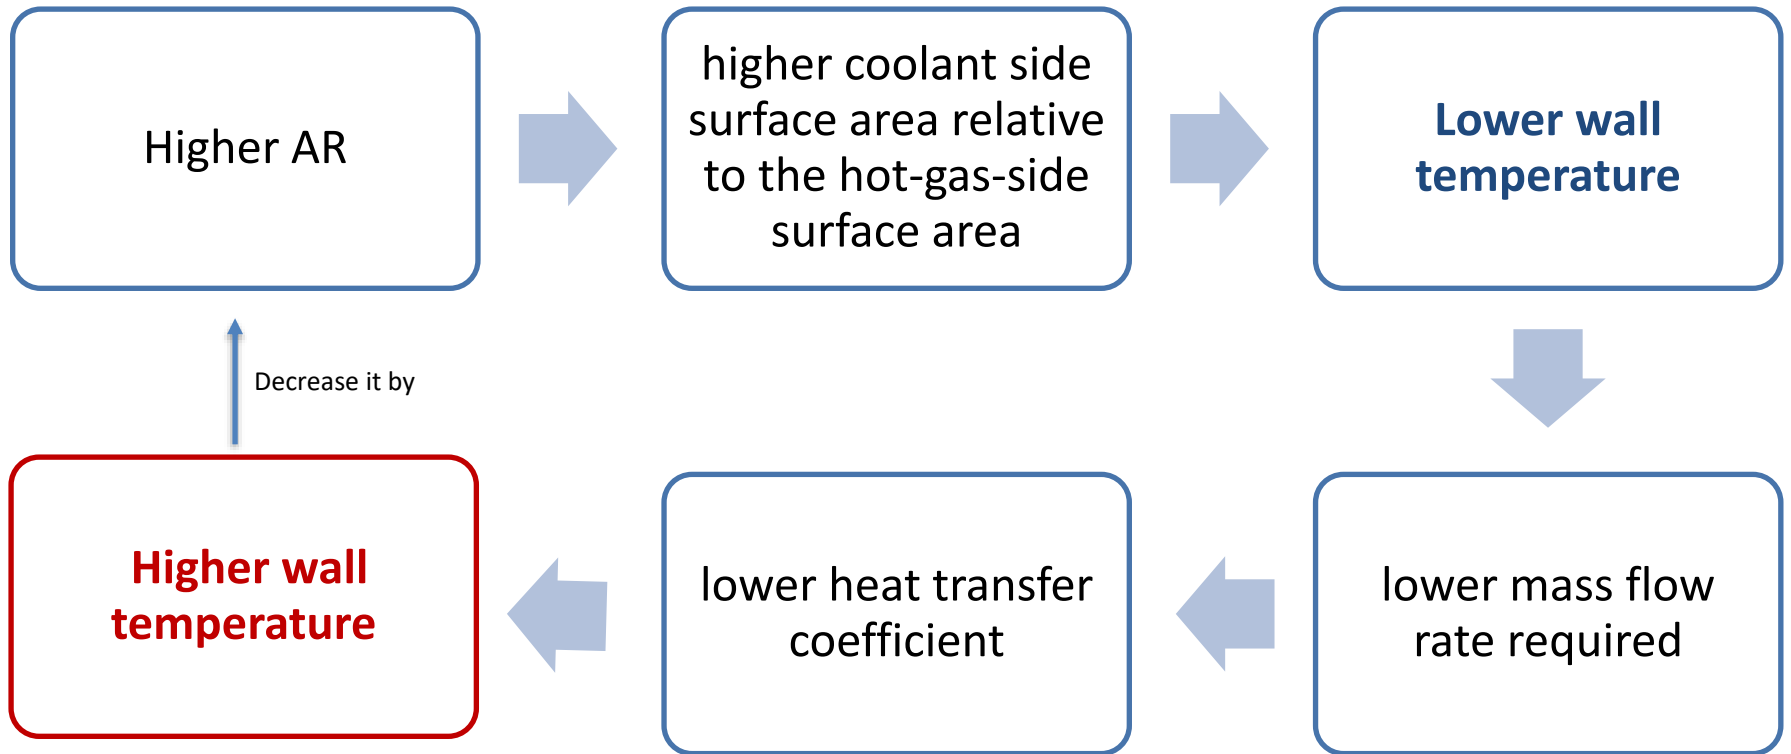 Higher AR
higher coolant side
surface area relative
to the hot-gas-side
surface area
Lower wall
temperature
Decrease it by
Higher wall
temperature
lower heat transfer
coefficient
lower mass flow
rate required